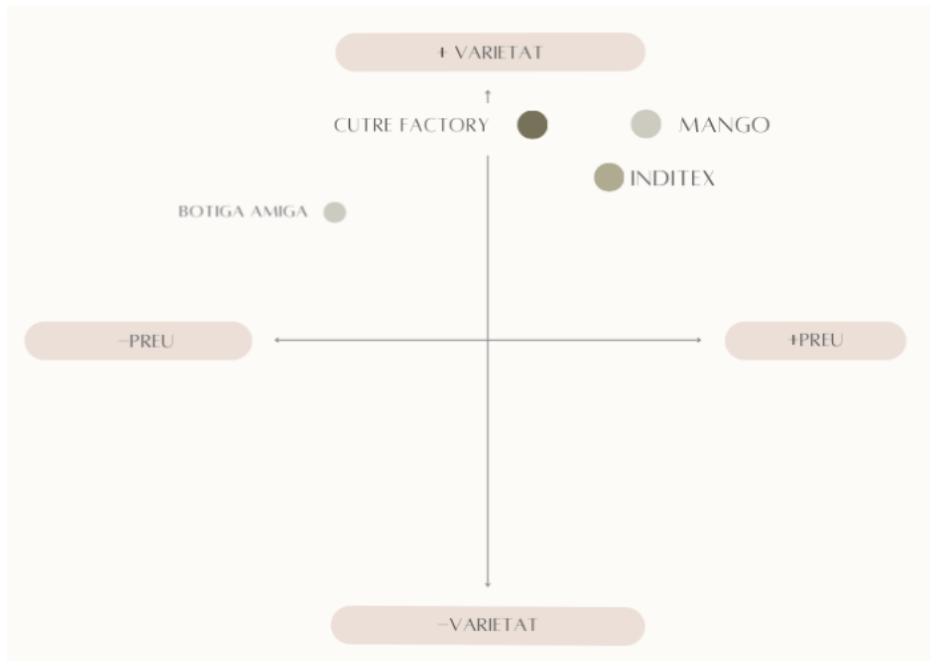 + VARIETAT
CUTRE FACTORY
MANGO
INDITEX
BOTIGA AMIGA
-PREU
+PREU
-VARIETAT